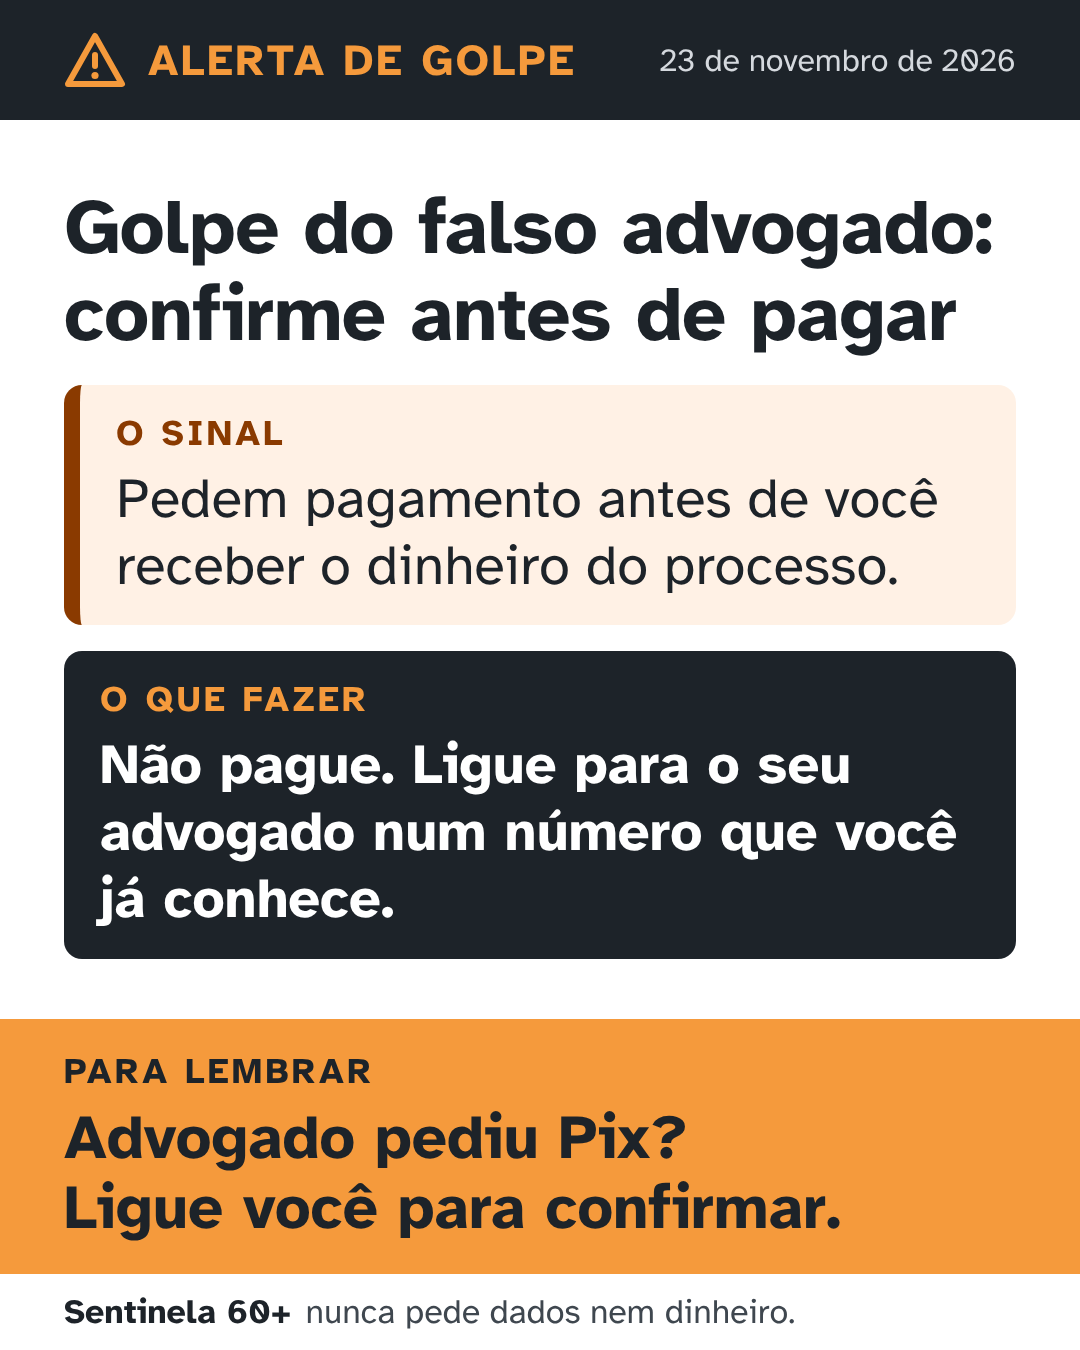 ALERTA DE GOLPE
23 de novembro de 2026
Golpe do falso advogado:
confirme antes de pagar
O SINAL
Pedem pagamento antes de você
receber o dinheiro do processo.
O QUE FAZER
Não pague. Ligue para o seu
advogado num número que você
já conhece.
PARA LEMBRAR
Advogado pediu Pix?
Ligue você para confirmar.
Sentinela 60+ nunca pede dados nem dinheiro.